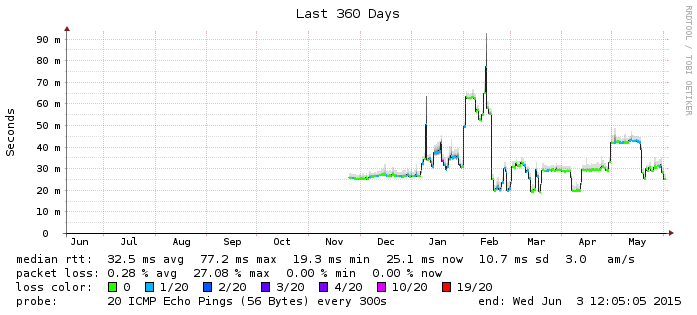 Last 360 Days
RRDTOOL / TOBI OETIKER
Seconds
90 m
80 m
70 m
60 m
50 m
40 m
30 m
20 m
10 m
0
Jun Jul Aug Sep Oct Nov Dec Jan Feb Mar Apr May
median rtt: 32.5 ms avg 77.2 ms max 19.3 ms min 25.1 ms now 10.7 ms sd 3.0 am/s
packet loss: 0.28 % avg 27.08 % max 0.00 % min 0.00 % now
loss color: 0 1/20 2/20 3/20 4/20 10/20 19/20
probe: 20 ICMP Echo Pings (56 Bytes) every 300s end: Wed Jun 3 12:05:05 2015